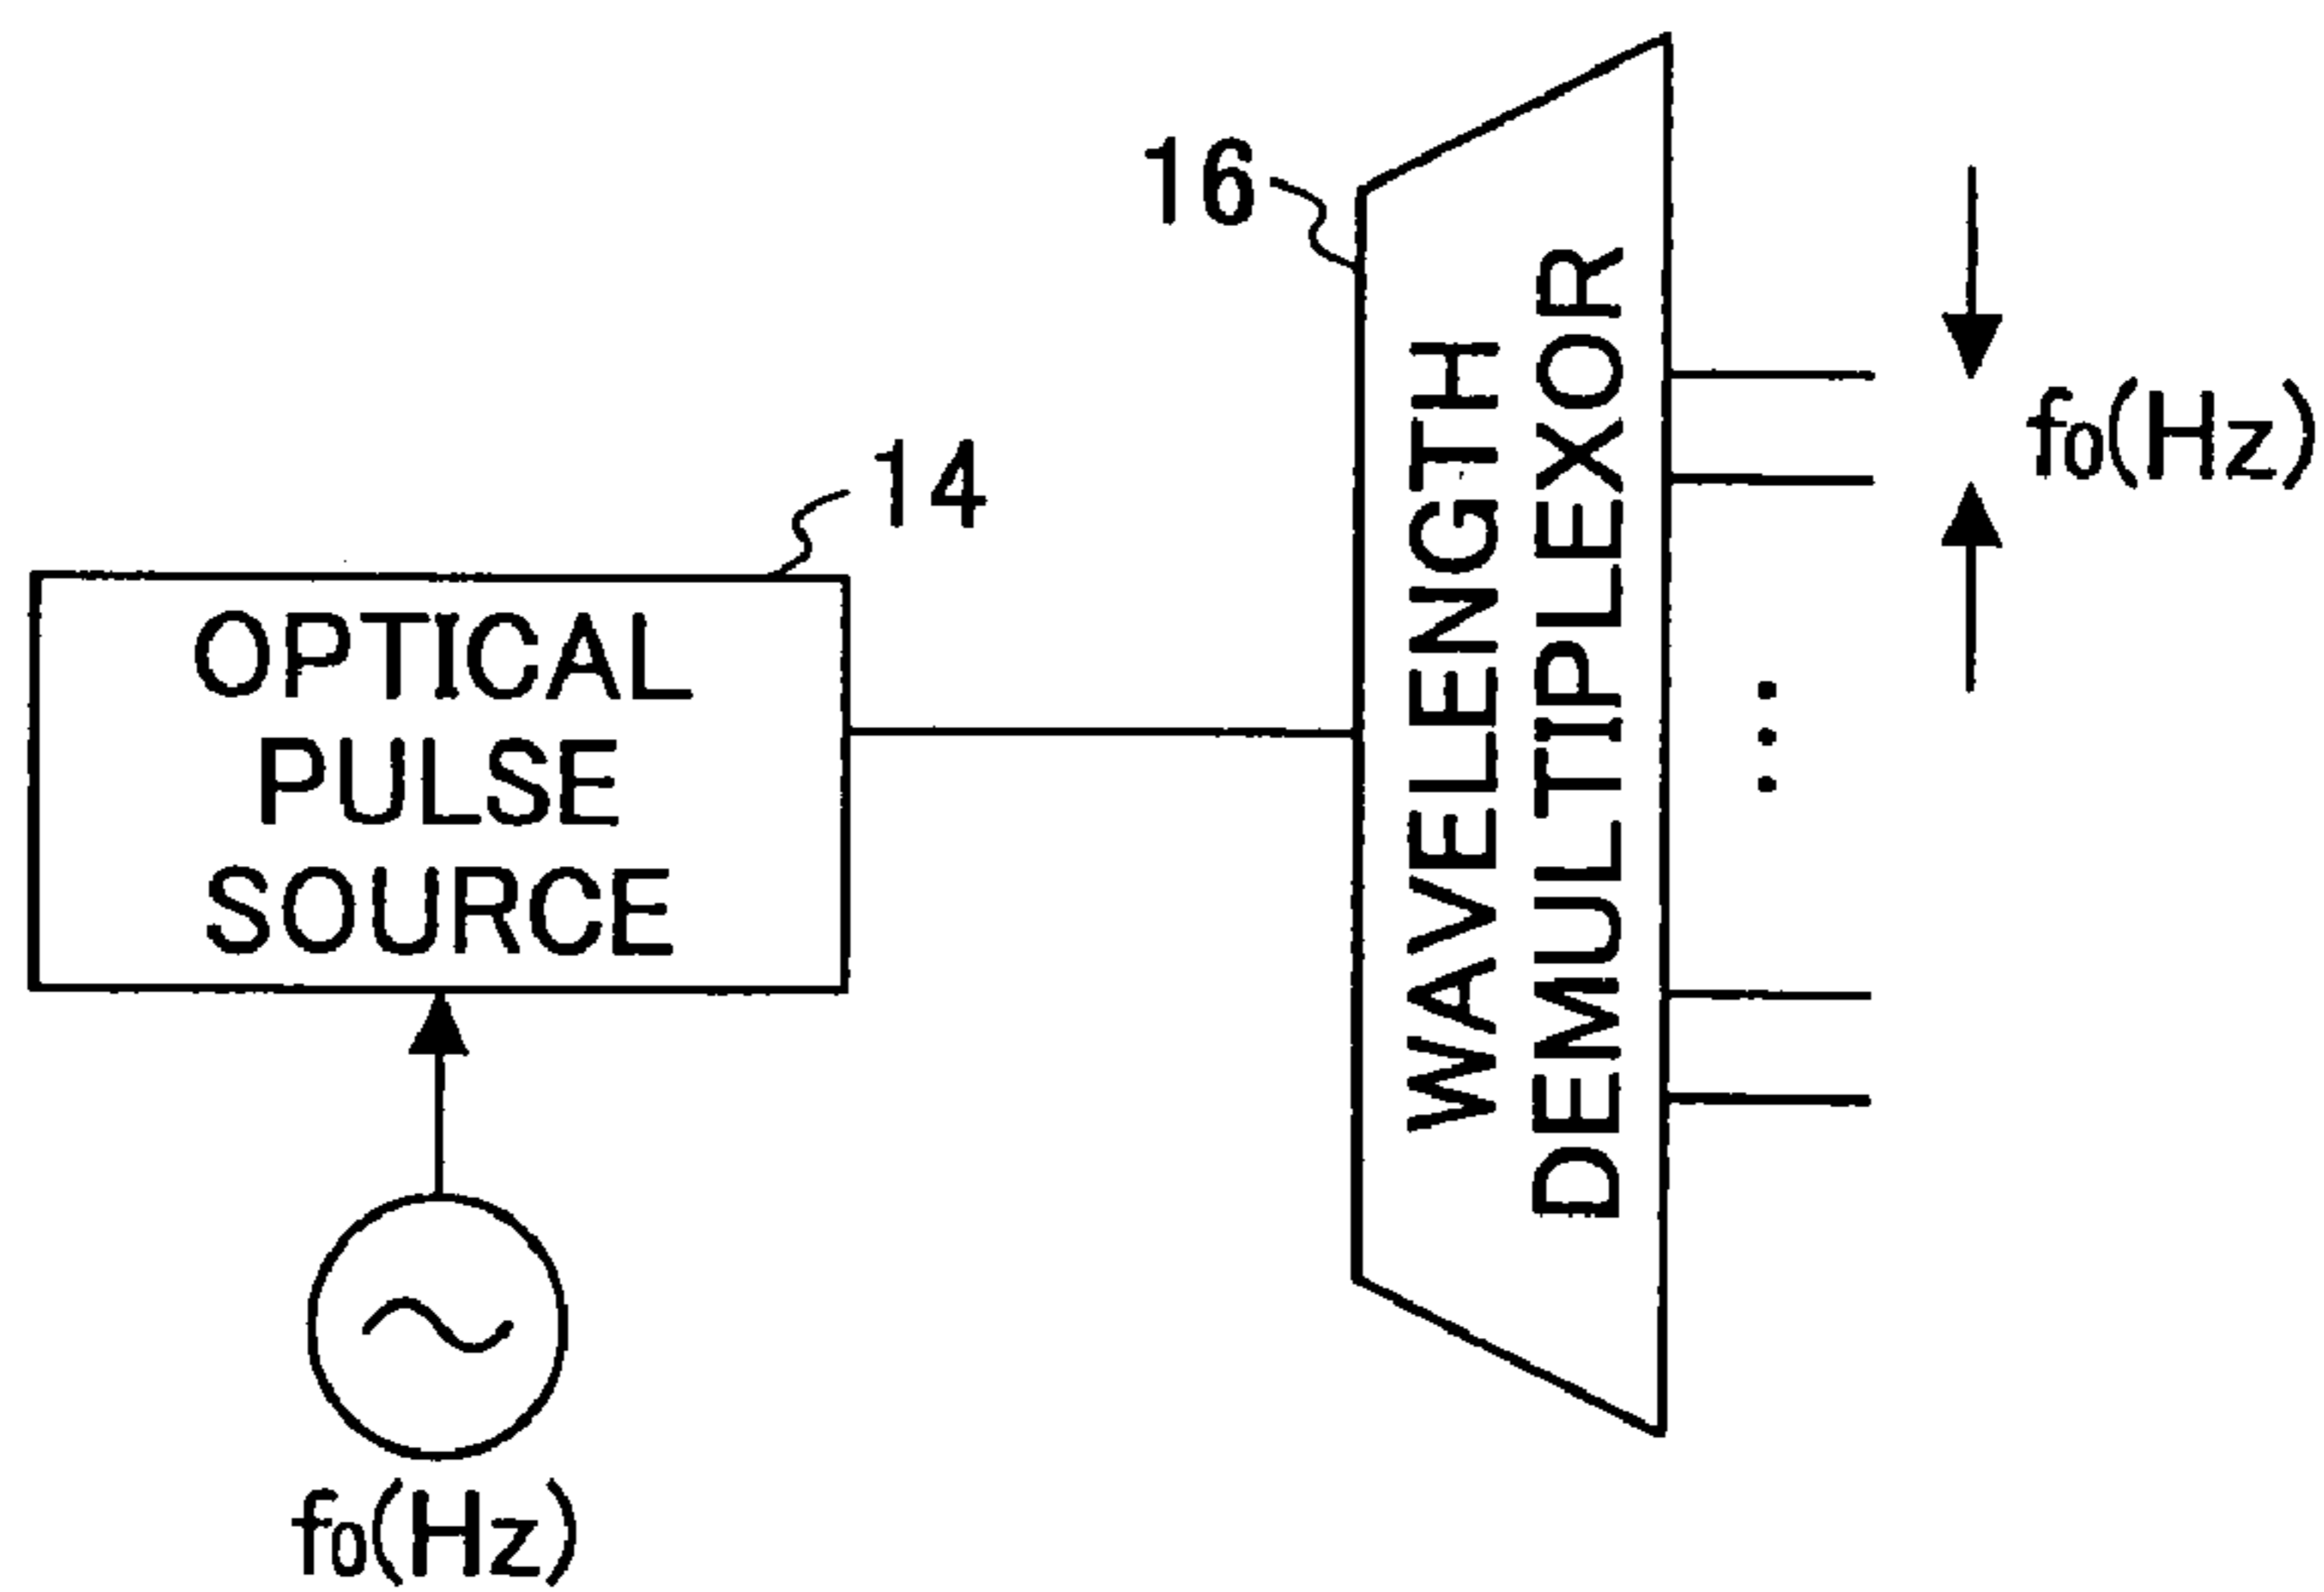 16
14
OPTICAL
PULSE
SOURCE
WAVELENGTH
DEMULTIPLEXOR
f0(Hz)
f0(Hz)